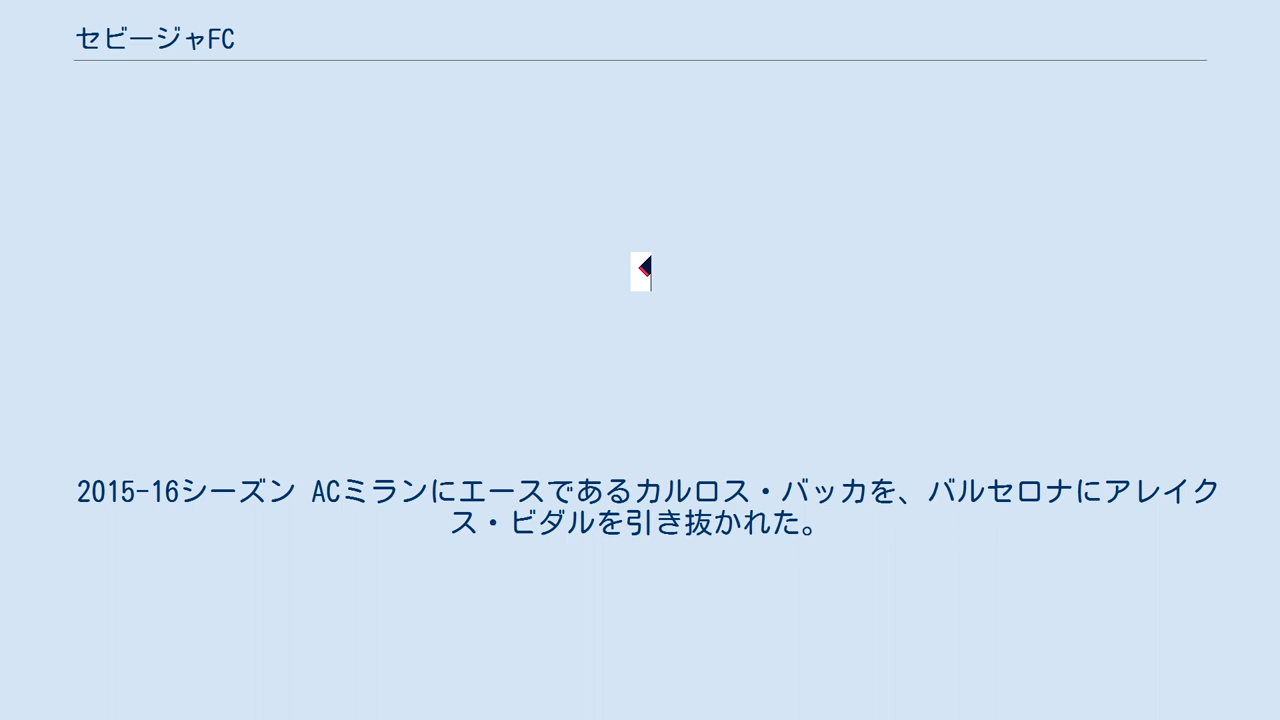 セビージャFC
2015-16シーズン ACミランにエースであるカルロス・バッカを、バルセロナにアレイク
ス・ビダルを引き抜かれた。